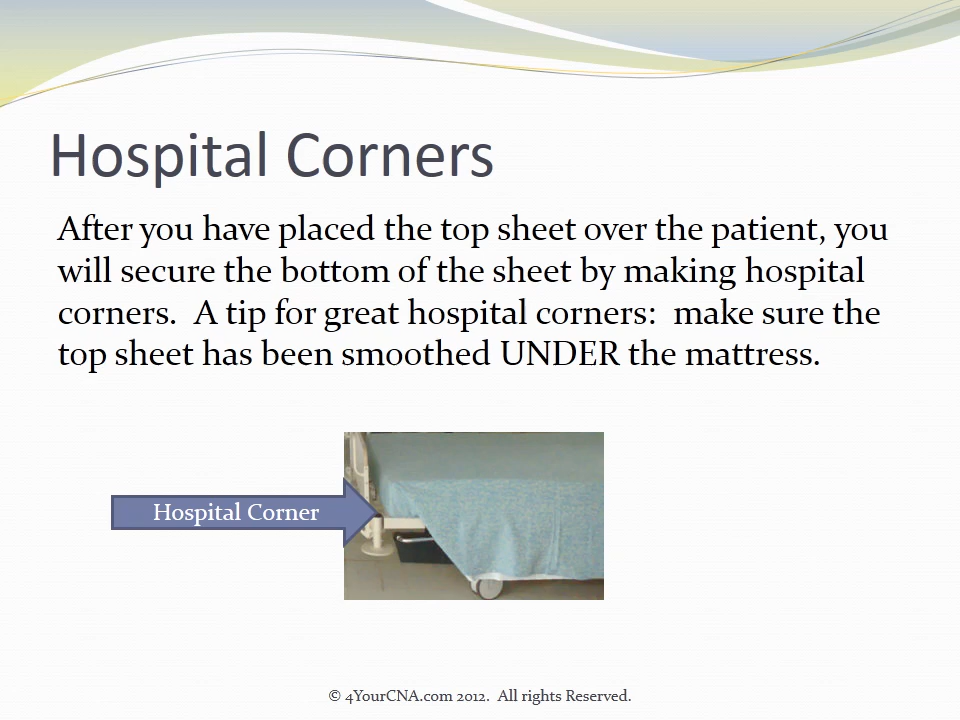 Hospital Corners
After you have placed the top sheet over the patient, you
will secure the bottom of the sheet by making hospital
corners.  A tip for great hospital corners:  make sure the
top sheet has been smoothed UNDER the mattress.
Hospital Corner
© 4YourCNA.com 2012.  All rights Reserved.